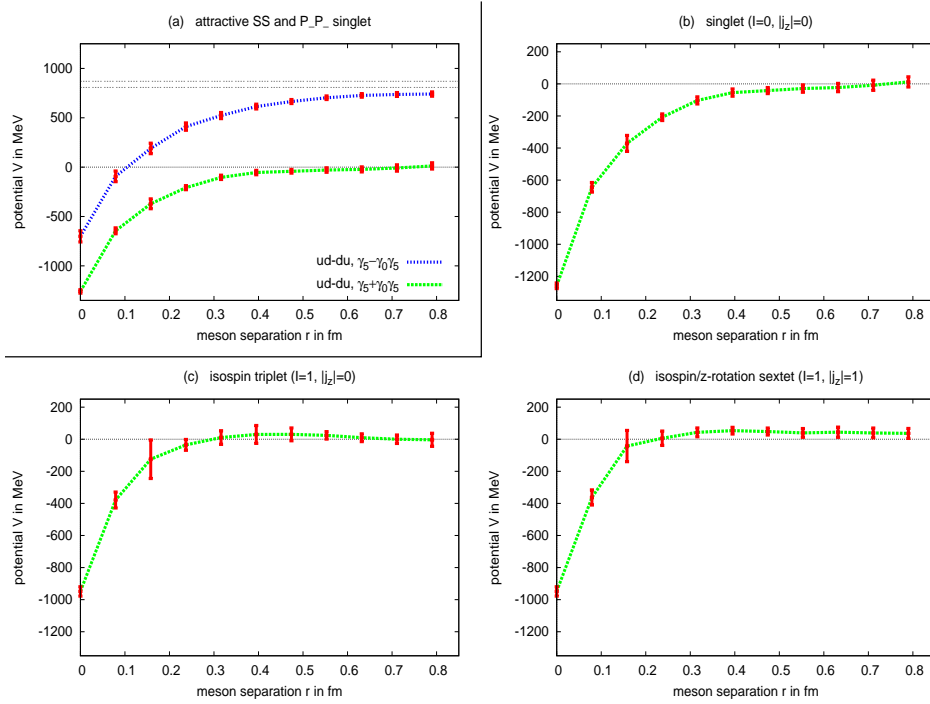 (a) attractive SS and P_P_ singlet
potential V in MeV
1000
500
0
-500
-1000
0 0.1 0.2 0.3 0.4 0.5 0.6 0.7 0.8
meson separation r in fm
ud-du, γ₅−γ₀γ₅
ud-du, γ₅+γ₀γ₅
(b) singlet (I=0, |j_z|=0)
potential V in MeV
200
0
-200
-400
-600
-800
-1000
-1200
0 0.1 0.2 0.3 0.4 0.5 0.6 0.7 0.8
meson separation r in fm
(c) isospin triplet (I=1, |j_z|=0)
potential V in MeV
200
0
-200
-400
-600
-800
-1000
-1200
0 0.1 0.2 0.3 0.4 0.5 0.6 0.7 0.8
meson separation r in fm
(d) isospin/z-rotation sextet (I=1, |j_z|=1)
potential V in MeV
200
0
-200
-400
-600
-800
-1000
-1200
0 0.1 0.2 0.3 0.4 0.5 0.6 0.7 0.8
meson separation r in fm